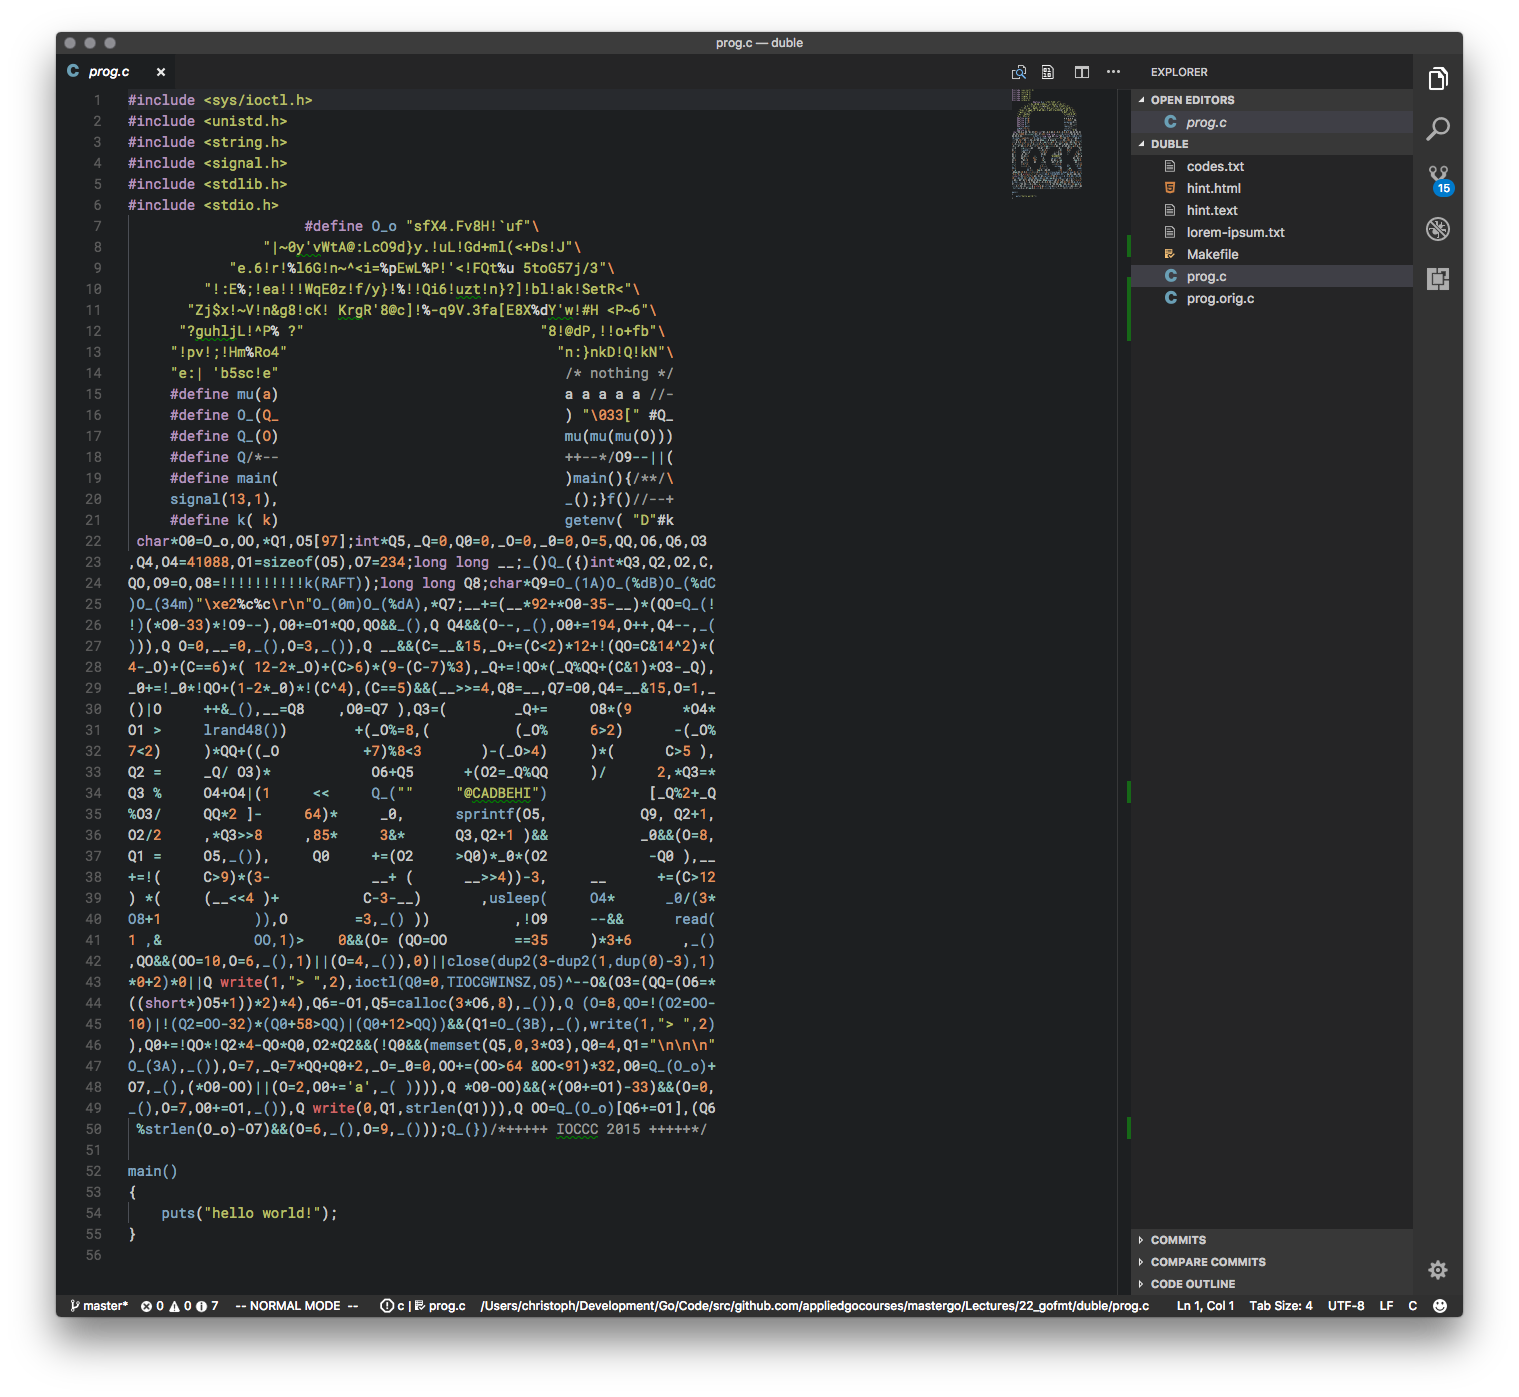 prog.c — duble
C prog.c ×
EXPLORER
OPEN EDITORS
C prog.c
DUBLE
codes.txt
hint.html
hint.text
lorem-ipsum.txt
Makefile
C prog.c
C prog.orig.c
15
COMMITS
COMPARE COMMITS
CODE OUTLINE
1 #include <sys/ioctl.h>
2 #include <unistd.h>
3 #include <string.h>
4 #include <signal.h>
5 #include <stdlib.h>
6 #include <stdio.h>
7 #define O_o "sfX4.Fv8H!`uf"\
8 "|~0y'vWtA@:LcO9d}y.!uL!Gd+ml(<+Ds!J"\
9 "e.6!r!%l6G!n~^<i=%pEwL%P!'<!FQt%u 5toG57j/3"\
10 "!:E%;!ea!!!WqE0z!f/y}!%!!Qi6!uzt!n}?]!bl!ak!SetR<"\
11 "Zj$x!~V!n&g8!cK! KrgR'8@c]!%-q9V.3fa[E8X%dY'w!#H <P~6"\
12 "?guhljL!^P% ?" "8!@dP,!!o+fb"\
13 "!pv!;!Hm%Ro4" "n:}nkD!Q!kN"\
14 "e:| 'b5sc!e" /* nothing */
15 #define mu(a) a a a a a //-
16 #define O_(Q_ ) "\033[" #Q_
17 #define Q_(O) mu(mu(mu(O)))
18 #define Q/*-- ++--*/O9--||(
19 #define main( )main(){/**/\
20 signal(13,1), _();}f()//--+
21 #define k( k) getenv( "D"#k
22 char*O0=O_o,OO,*Q1,O5[97];int*Q5,_Q=0,Q0=0,_O=0,_0=0,O=5,QQ,O6,Q6,O3
23 ,Q4,O4=41088,O1=sizeof(O5),O7=234;long long __;_()Q_({)int*Q3,Q2,O2,C,
24 QO,O9=O,O8=!!!!!!!!!!k(RAFT));long long Q8;char*Q9=O_(1A)O_(%dB)O_(%dC
25 )O_(34m)"\xe2%c%c\r\n"O_(0m)O_(%dA),*Q7;__+=(__*92+*O0-35-__)*(QO=Q_(!
26 !)(*O0-33)*!O9--),O0+=O1*QO,QO&&_(),Q Q4&&(O--,_(),O0+=194,O++,Q4--,_(
27 ))),Q O=0,__=0,_(),O=3,_()),Q __&&(C=__&15,_O+=(C<2)*12+!(QO=C&14^2)*(
28 4-_O)+(C==6)*( 12-2*_O)+(C>6)*(9-(C-7)%3),_Q+=!QO*(_Q%QQ+(C&1)*O3-_Q),
29 _0+=!_0*!QO+(1-2*_0)*!(C^4),(C==5)&&(__>>=4,Q8=__,Q7=O0,Q4=__&15,O=1,_
30 ()|O ++&_(),__=Q8 ,O0=Q7 ),Q3=( _Q+= O8*(9 *O4*
31 O1 > lrand48()) +(_O%=8,( (_O% 6>2) -(_O%
32 7<2) )*QQ+((_O +7)%8<3 )-(_O>4) )*( C>5 ),
33 Q2 = _Q/ O3)* O6+Q5 +(O2=_Q%QQ )/ 2,*Q3=*
34 Q3 % O4+O4|(1 << Q_("" "@CADBEHI") [_Q%2+_Q
35 %O3/ QQ*2 ]- 64)* _0, sprintf(O5, Q9, Q2+1,
36 O2/2 ,*Q3>>8 ,85* 3&* Q3,Q2+1 )&& _0&&(O=8,
37 Q1 = O5,_()), Q0 +=(O2 >Q0)*_0*(O2 -Q0 ),__
38 +=!( C>9)*(3- __+ ( __>>4))-3, __ +=(C>12
39 ) *( (__<<4 )+ C-3-__) ,usleep( O4* _0/(3*
40 O8+1 )),O =3,_() )) ,!O9 --&& read(
41 1 ,& OO,1)> 0&&(O= (QO=OO ==35 )*3+6 ,_()
42 ,QO&&(OO=10,O=6,_(),1)||(O=4,_()),0)||close(dup2(3-dup2(1,dup(0)-3),1)
43 *0+2)*0||Q write(1,"> ",2),ioctl(Q0=0,TIOCGWINSZ,O5)^--O&(O3=(QQ=(O6=*
44 ((short*)O5+1))*2)*4),Q6=-O1,Q5=calloc(3*O6,8),_()),Q (O=8,QO=!(O2=OO-
45 10)|!(Q2=OO-32)*(Q0+58>QQ)|(Q0+12>QQ))&&(Q1=O_(3B),_(),write(1,"> ",2)
46 ),Q0+=!QO*!Q2*4-QO*Q0,O2*Q2&&(!Q0&&(memset(Q5,0,3*O3),Q0=4,Q1="\n\n\n"
47 O_(3A),_()),O=7,_Q=7*QQ+Q0+2,_O=_0=0,OO+=(OO>64 &OO<91)*32,O0=Q_(O_o)+
48 O7,_(),(*O0-OO)||(O=2,O0+='a',_( )))),Q *O0-OO)&&(*(O0+=O1)-33)&&(O=0,
49 _(),O=7,O0+=O1,_()),Q write(0,Q1,strlen(Q1))),Q OO=Q_(O_o)[Q6+=O1],(Q6
50 %strlen(O_o)-O7)&&(O=6,_(),O=9,_()));Q_(})/*+++++ IOCCC 2015 +++++*/
51
52 main()
53 {
54 puts("hello world!");
55 }
56
master* 0 0 7 -- NORMAL MODE -- c | prog.c /Users/christoph/Development/Go/Code/src/github.com/appliedgocourses/mastergo/Lectures/22_gofmt/duble/prog.c Ln 1, Col 1 Tab Size: 4 UTF-8 LF C